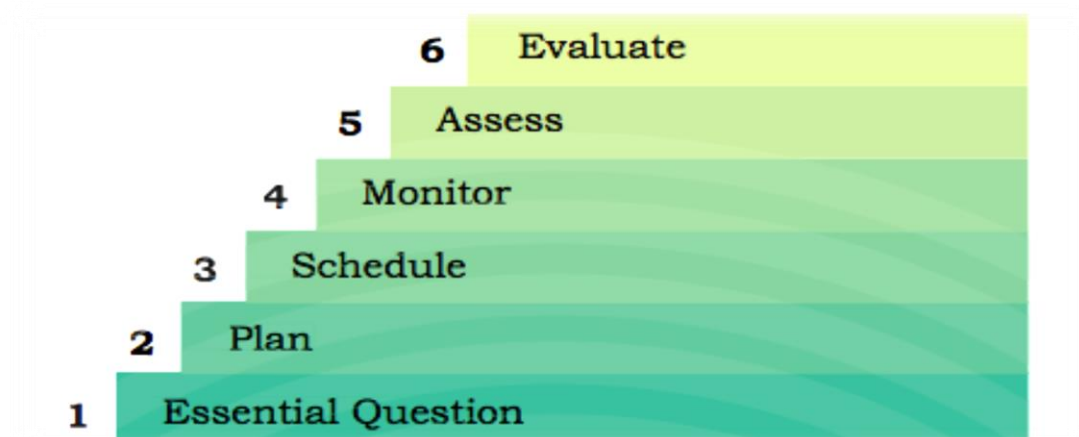 6 Evaluate
5 Assess
4 Monitor
3 Schedule
2 Plan
1 Essential Question